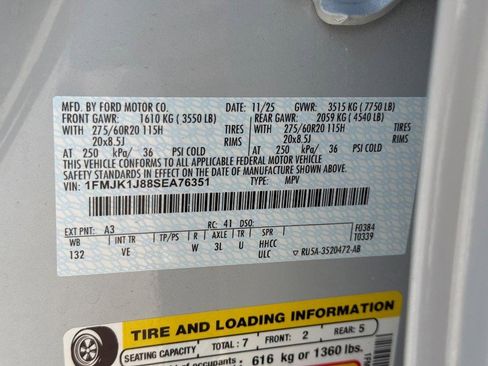 MFD. BY FORD MOTOR CO. DATE: 11/25 GVWR: 3515 KG ( 7750 LB)
FRONT GAWR: 1610 KG ( 3550 LB) REAR GAWR: 2059 KG ( 4540 LB)
WITH 275/60R20 115H TIRES WITH 275/60R20 115H TIRES
20x8.5J RIMS 20x8.5J RIMS
AT 250 kPa/ 36 PSI COLD AT 250 kPa/ 36
THIS VEHICLE CONFORMS TO ALL APPLICABLE FEDERAL MOTOR VEHICLE
SAFETY STANDARDS IN EFFECT ON THE DATE OF MANUFACTURE SHOWN ABOVE.
VIN: 1FMJK1J88SEA76351 TYPE: MPV
EXT PNT: A3 RC: 41 DSO: F0384
WB INT TR TP/PS R AXLE TR SPR T0339
132 VE W 3L U U HHCC
ULC RU5A-3520472-AB
TIRE AND LOADING INFORMATION
SEATING CAPACITY TOTAL: 7 FRONT: 2 REAR: 5
of occupants 616 kg or 1360 lbs.